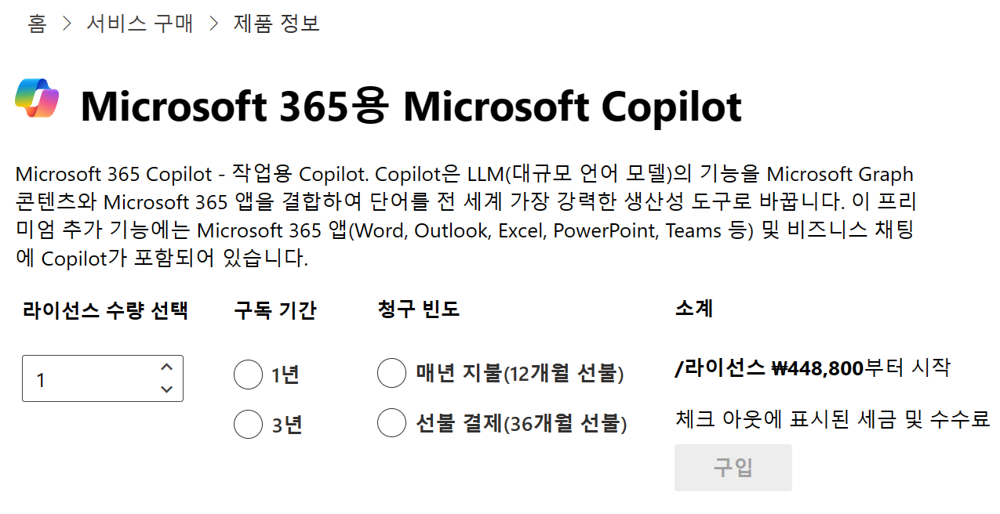 홈 > 서비스 구매 > 제품 정보
Microsoft 365용 Microsoft Copilot
Microsoft 365 Copilot - 작업용 Copilot. Copilot은 LLM(대규모 언어 모델)의 기능을 Microsoft Graph
콘텐츠와 Microsoft 365 앱을 결합하여 단어를 전 세계 가장 강력한 생산성 도구로 바꿉니다. 이 프리
미엄 추가 기능에는 Microsoft 365 앱(Word, Outlook, Excel, PowerPoint, Teams 등) 및 비즈니스 채팅
에 Copilot가 포함되어 있습니다.
라이선스 수량 선택 구독 기간 청구 빈도 소계
1 1년 매년 지불(12개월 선불) /라이선스 ₩448,800부터 시작
3년 선불 결제(36개월 선불) 체크 아웃에 표시된 세금 및 수수료
구입